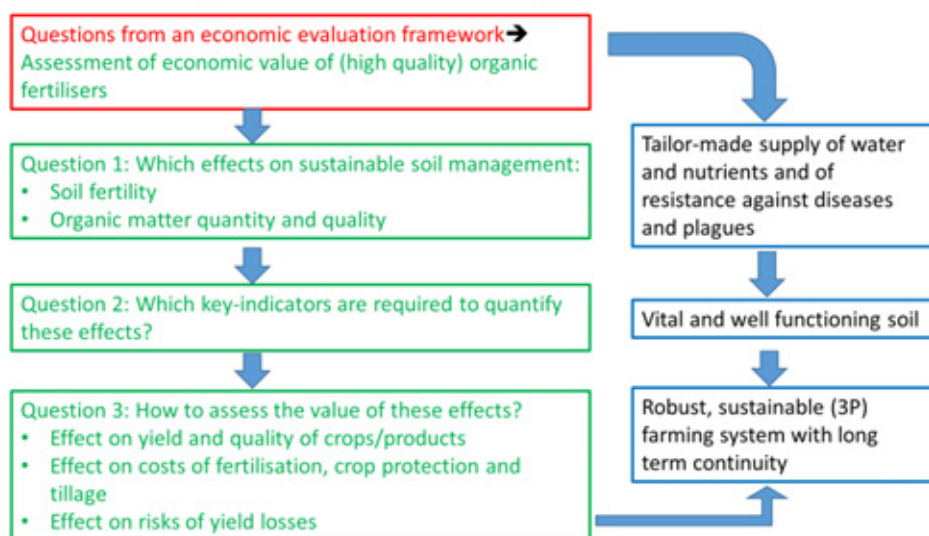 Questions from an economic evaluation framework➔
Assessment of economic value of (high quality) organic
fertilisers
Question 1: Which effects on sustainable soil management:
• Soil fertility
• Organic matter quantity and quality
Question 2: Which key-indicators are required to quantify
these effects?
Question 3: How to assess the value of these effects?
• Effect on yield and quality of crops/products
• Effect on costs of fertilisation, crop protection and
tillage
• Effect on risks of yield losses
Tailor-made supply of water
and nutrients and of
resistance against diseases
and plagues
Vital and well functioning soil
Robust, sustainable (3P)
farming system with long
term continuity